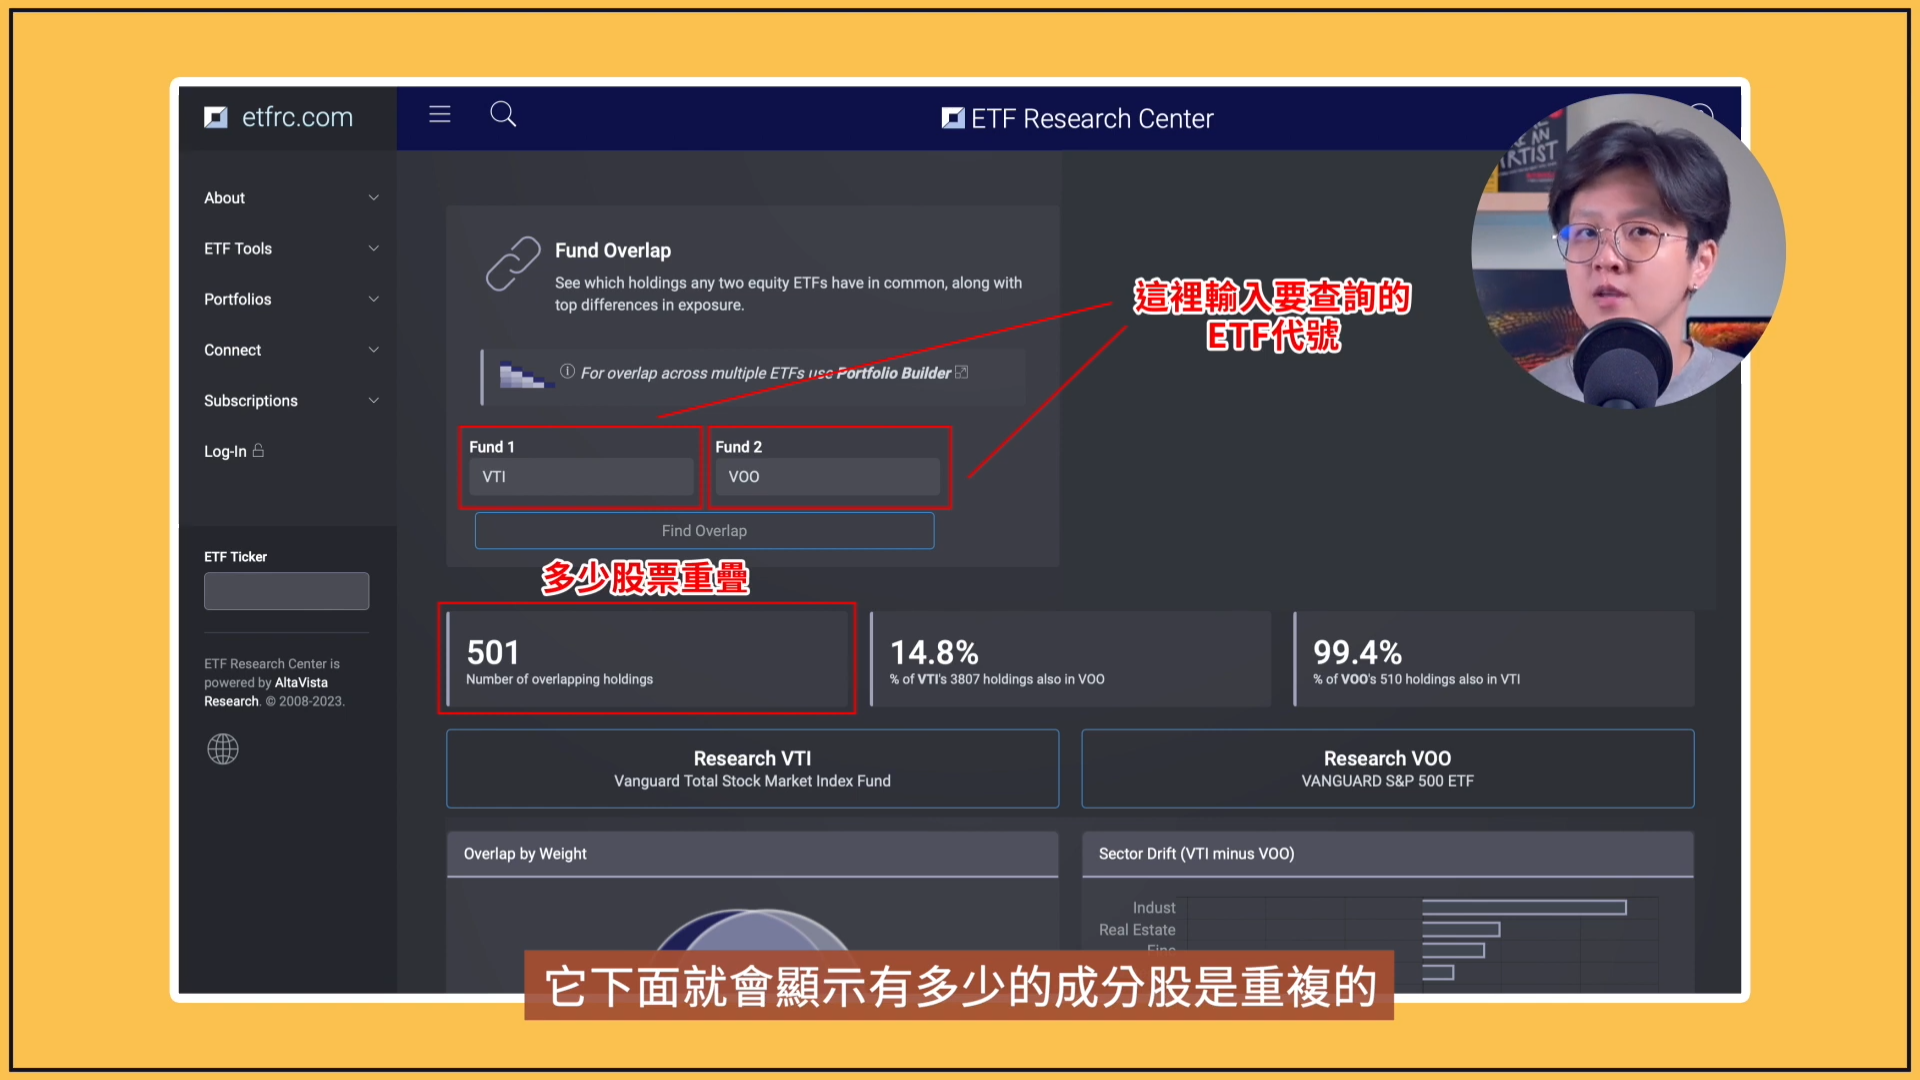 etfrc.com
ETF Research Center
About
ETF Tools
Portfolios
Connect
Subscriptions
Log-In
ETF Ticker
ETF Research Center is
powered by AltaVista
Research. © 2008-2023.
Fund Overlap
See which holdings any two equity ETFs have in common, along with
top differences in exposure.
For overlap across multiple ETFs use Portfolio Builder
這裡輸入要查詢的
ETF代號
Fund 1
VTI
Fund 2
VOO
Find Overlap
多少股票重疊
501
Number of overlapping holdings
14.8%
% of VTI's 3807 holdings also in VOO
99.4%
% of VOO's 510 holdings also in VTI
Research VTI
Vanguard Total Stock Market Index Fund
Research VOO
VANGUARD S&P 500 ETF
Overlap by Weight
Sector Drift (VTI minus VOO)
Indust
Real Estate
它下面就會顯示有多少的成分股是重複的